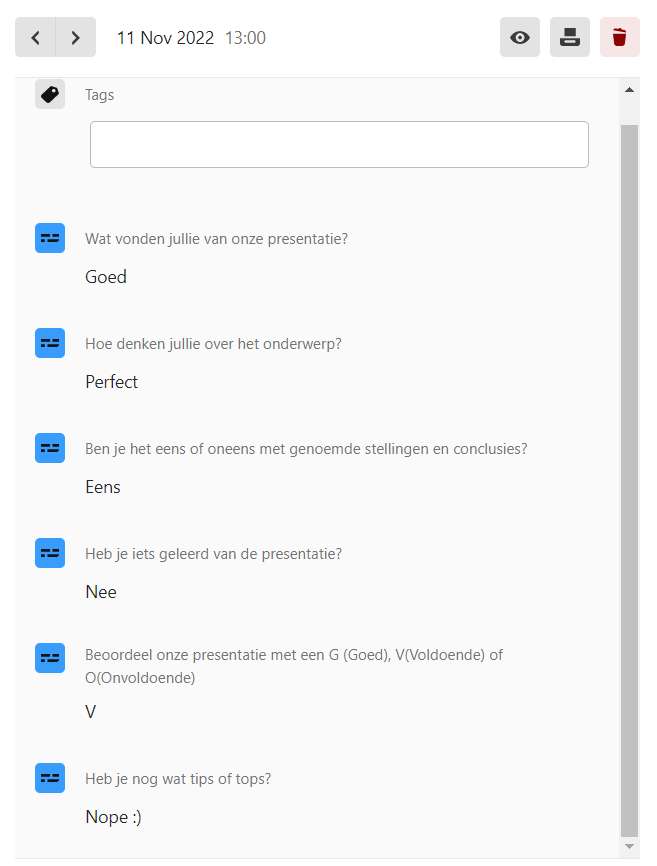 11 Nov 2022 13:00
Tags
Wat vonden jullie van onze presentatie?
Goed
Hoe denken jullie over het onderwerp?
Perfect
Ben je het eens of oneens met genoemde stellingen en conclusies?
Eens
Heb je iets geleerd van de presentatie?
Nee
Beoordeel onze presentatie met een G (Goed), V(Voldoende) of
O(Onvoldoende)
V
Heb je nog wat tips of tops?
Nope :)